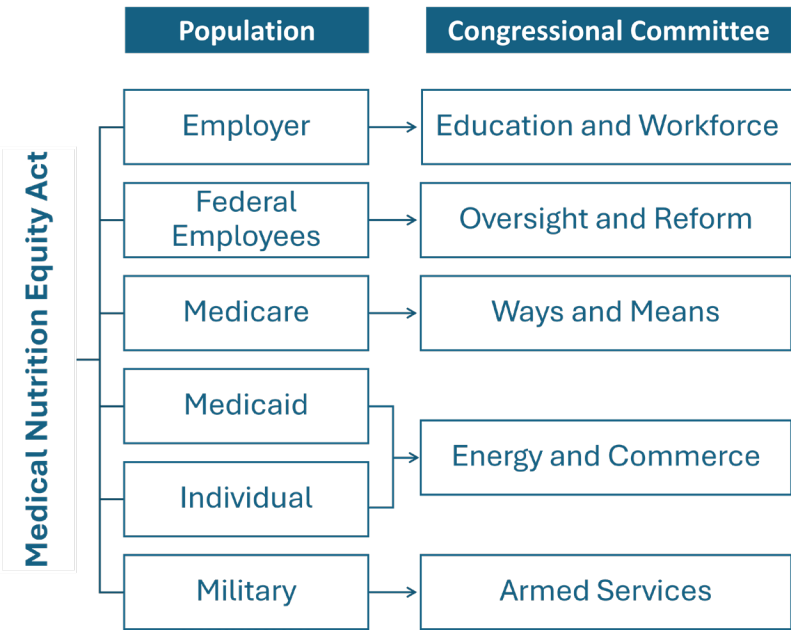 Population
Congressional Committee
Medical Nutrition Equity Act
Employer
Education and Workforce
Federal
Employees
Oversight and Reform
Medicare
Ways and Means
Medicaid
Individual
Energy and Commerce
Military
Armed Services